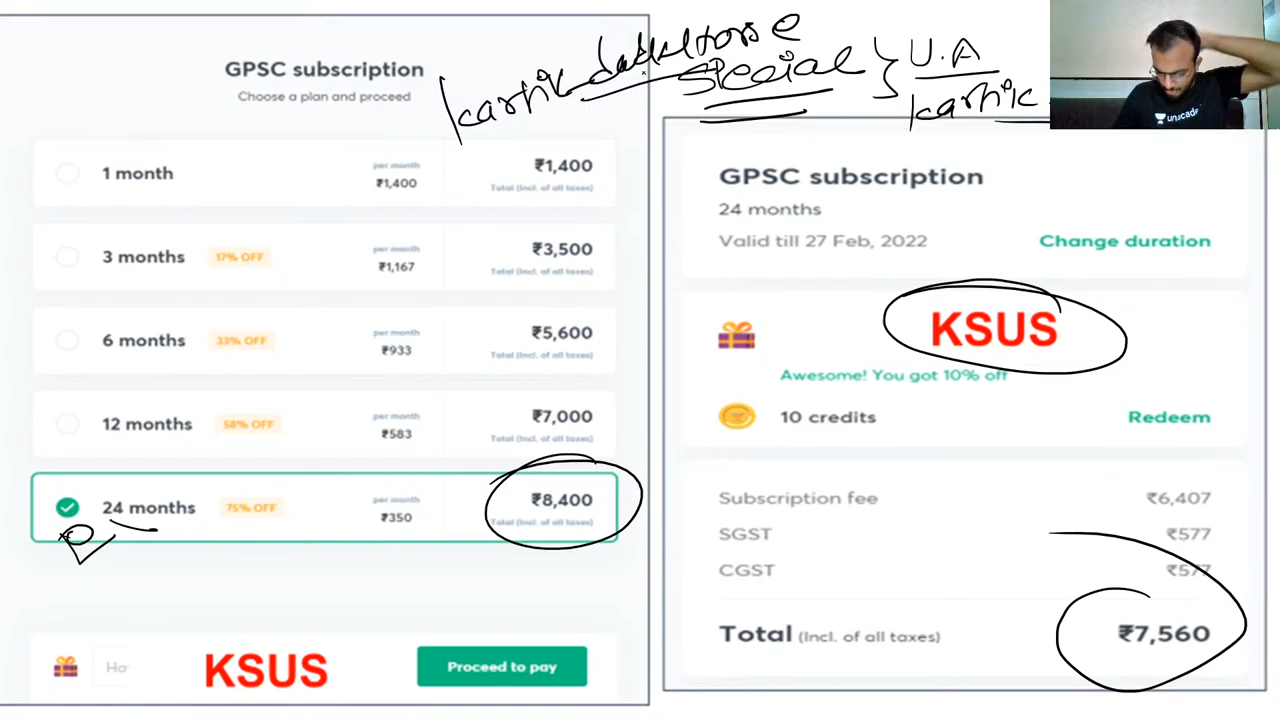 GPSC subscription
Choose a plan and proceed
1 month
per month
₹1,400
₹1,400
Total (Incl. of all taxes)
3 months
17% OFF
per month
₹1,167
₹3,500
Total (Incl. of all taxes)
6 months
33% OFF
per month
₹933
₹5,600
Total (Incl. of all taxes)
12 months
58% OFF
per month
₹583
₹7,000
Total (Incl. of all taxes)
24 months
75% OFF
per month
₹350
₹8,400
Total (Incl. of all taxes)
Ha
KSUS
Proceed to pay
kartik
special
U.A
kartik
GPSC subscription
24 months
Valid till 27 Feb, 2022
Change duration
KSUS
Awesome! You got 10% off
10 credits
Redeem
Subscription fee
₹6,407
SGST
₹577
CGST
₹577
Total (Incl. of all taxes)
₹7,560